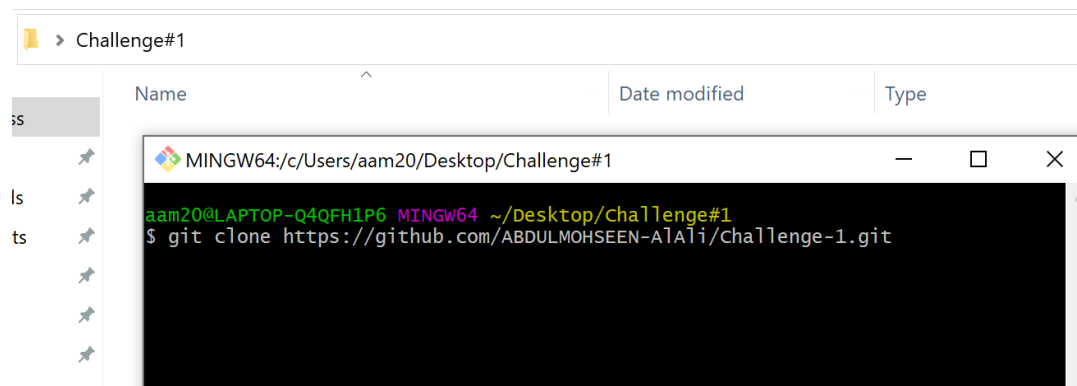 Challenge#1
Name Date modified Type
ss
MINGW64:/c/Users/aam20/Desktop/Challenge#1
ls
ts
aam20@LAPTOP-Q4QFH1P6 MINGW64 ~/Desktop/Challenge#1
$ git clone https://github.com/ABDULMOHSEEN-AlAli/Challenge-1.git